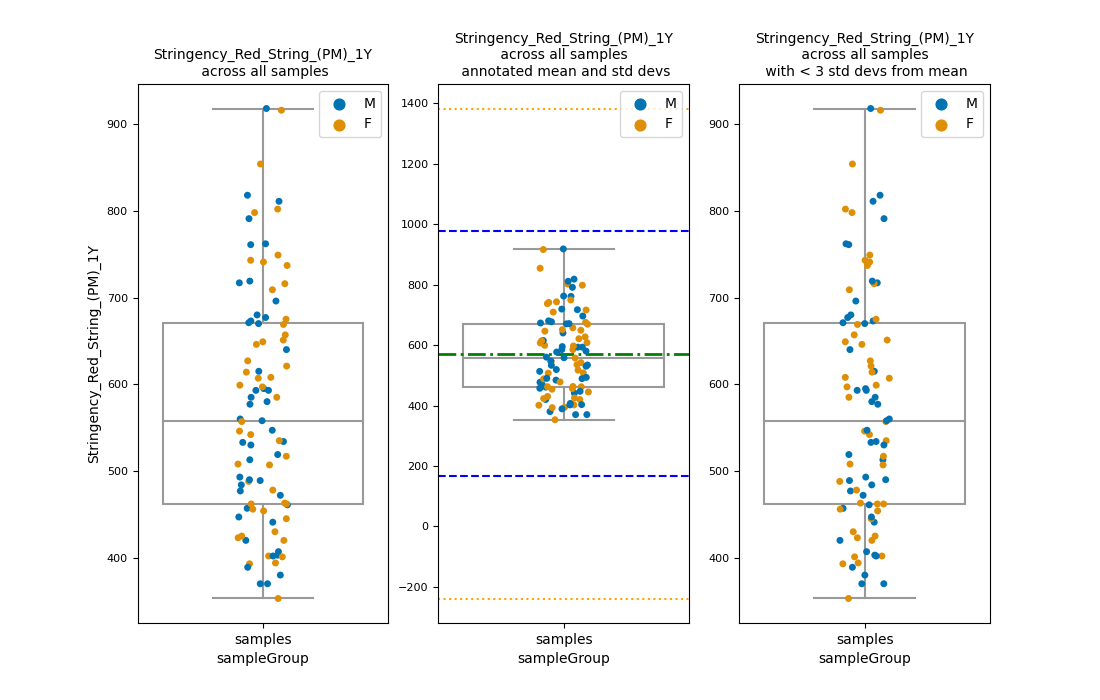 Stringency_Red_String_(PM)_1Y
across all samples
M
F
900
800
700
600
500
400
Stringency_Red_String_(PM)_1Y
samples
sampleGroup
Stringency_Red_String_(PM)_1Y
across all samples
annotated mean and std devs
M
F
1400
1200
1000
800
600
400
200
0
−200
samples
sampleGroup
Stringency_Red_String_(PM)_1Y
across all samples
with < 3 std devs from mean
M
F
900
800
700
600
500
400
samples
sampleGroup